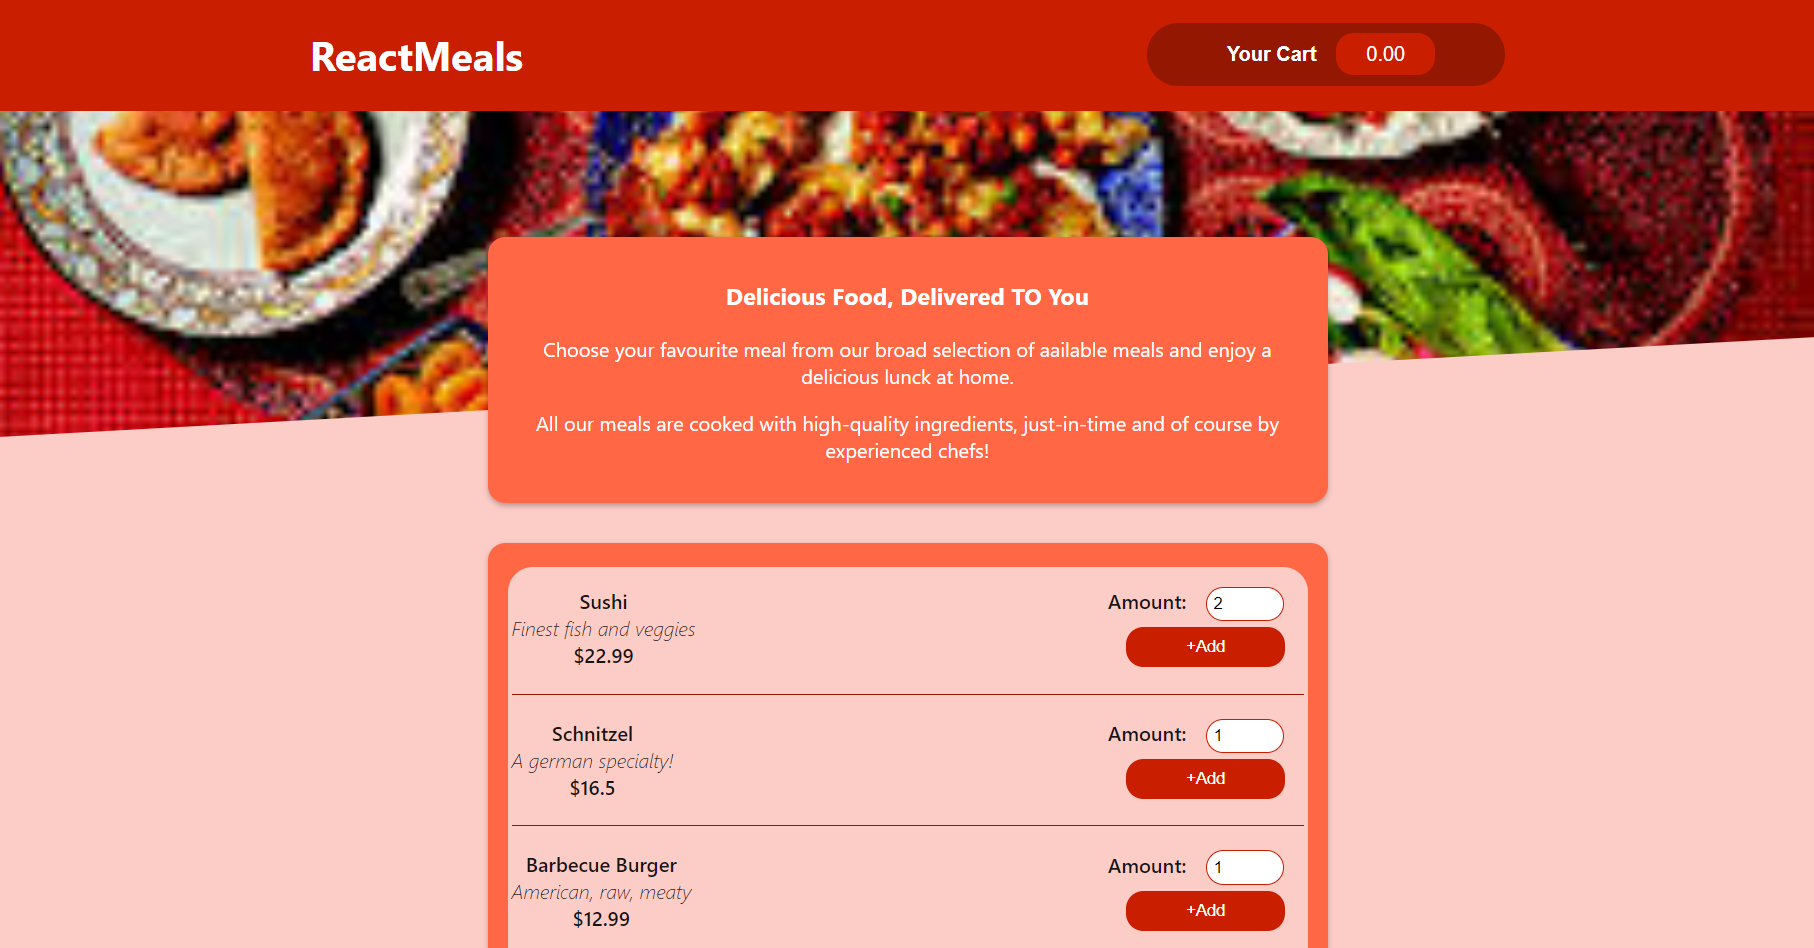 ReactMeals
Your Cart 0.00
Delicious Food, Delivered TO You
Choose your favourite meal from our broad selection of aailable meals and enjoy a
delicious lunck at home.
All our meals are cooked with high-quality ingredients, just-in-time and of course by
experienced chefs!
Sushi
Finest fish and veggies
$22.99
Amount: 2
+Add
Schnitzel
A german specialty!
$16.5
Amount: 1
+Add
Barbecue Burger
American, raw, meaty
$12.99
Amount: 1
+Add